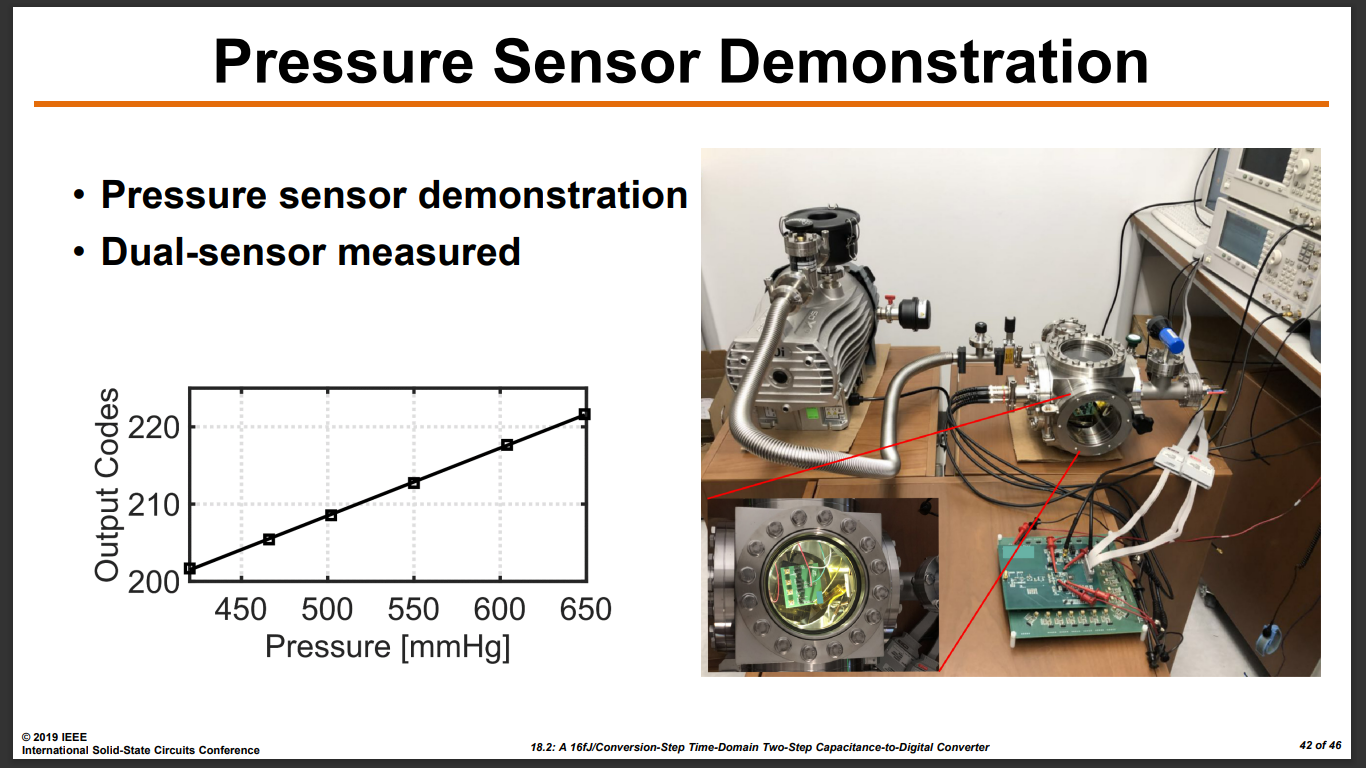 Pressure Sensor Demonstration
• Pressure sensor demonstration
• Dual-sensor measured
Output Codes
220
210
200
450 500 550 600 650
Pressure [mmHg]
© 2019 IEEE
International Solid-State Circuits Conference
18.2: A 16fJ/Conversion-Step Time-Domain Two-Step Capacitance-to-Digital Converter
42 of 46